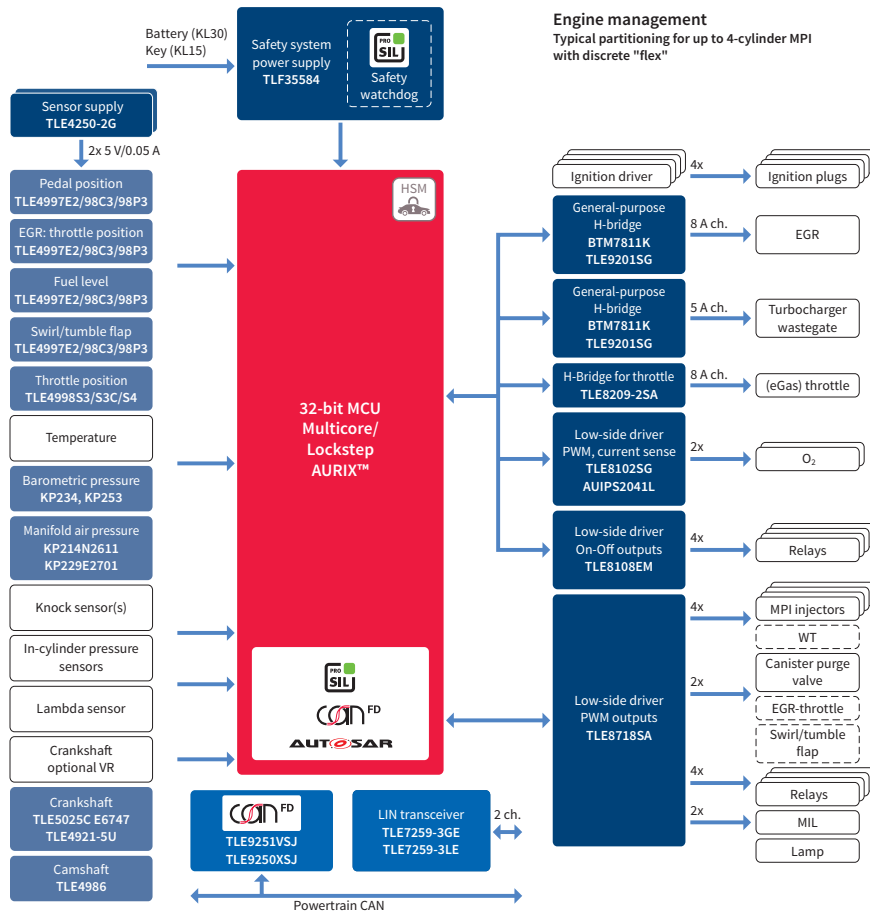 Engine management
Typical partitioning for up to 4-cylinder MPI
with discrete "flex"
Battery (KL30)
Key (KL15)
Safety system
power supply
TLF35584
PRO
SIL
Safety
watchdog
Sensor supply
TLE4250-2G
2x 5 V/0.05 A
Pedal position
TLE4997E2/98C3/98P3
EGR: throttle position
TLE4997E2/98C3/98P3
Fuel level
TLE4997E2/98C3/98P3
Swirl/tumble flap
TLE4997E2/98C3/98P3
Throttle position
TLE4998S3/S3C/S4
Temperature
Barometric pressure
KP234, KP253
Manifold air pressure
KP214N2611
KP229E2701
Knock sensor(s)
In-cylinder pressure
sensors
Lambda sensor
Crankshaft
optional VR
Crankshaft
TLE5025C E6747
TLE4921-5U
Camshaft
TLE4986
HSM
32-bit MCU
Multicore/
Lockstep
AURIX™
PRO
SIL
CAN FD
AUTOSAR
CAN FD
TLE9251VSJ
TLE9250XSJ
LIN transceiver
TLE7259-3GE
TLE7259-3LE
2 ch.
Powertrain CAN
Ignition driver
4x
Ignition plugs
General-purpose
H-bridge
BTM7811K
TLE9201SG
8 A ch.
EGR
General-purpose
H-bridge
BTM7811K
TLE9201SG
5 A ch.
Turbocharger
wastegate
H-Bridge for throttle
TLE8209-2SA
8 A ch.
(eGas) throttle
Low-side driver
PWM, current sense
TLE8102SG
AUIPS2041L
2x
O₂
Low-side driver
On-Off outputs
TLE8108EM
4x
Relays
Low-side driver
PWM outputs
TLE8718SA
4x
MPI injectors
WT
2x
Canister purge
valve
EGR-throttle
Swirl/tumble
flap
4x
Relays
2x
MIL
Lamp